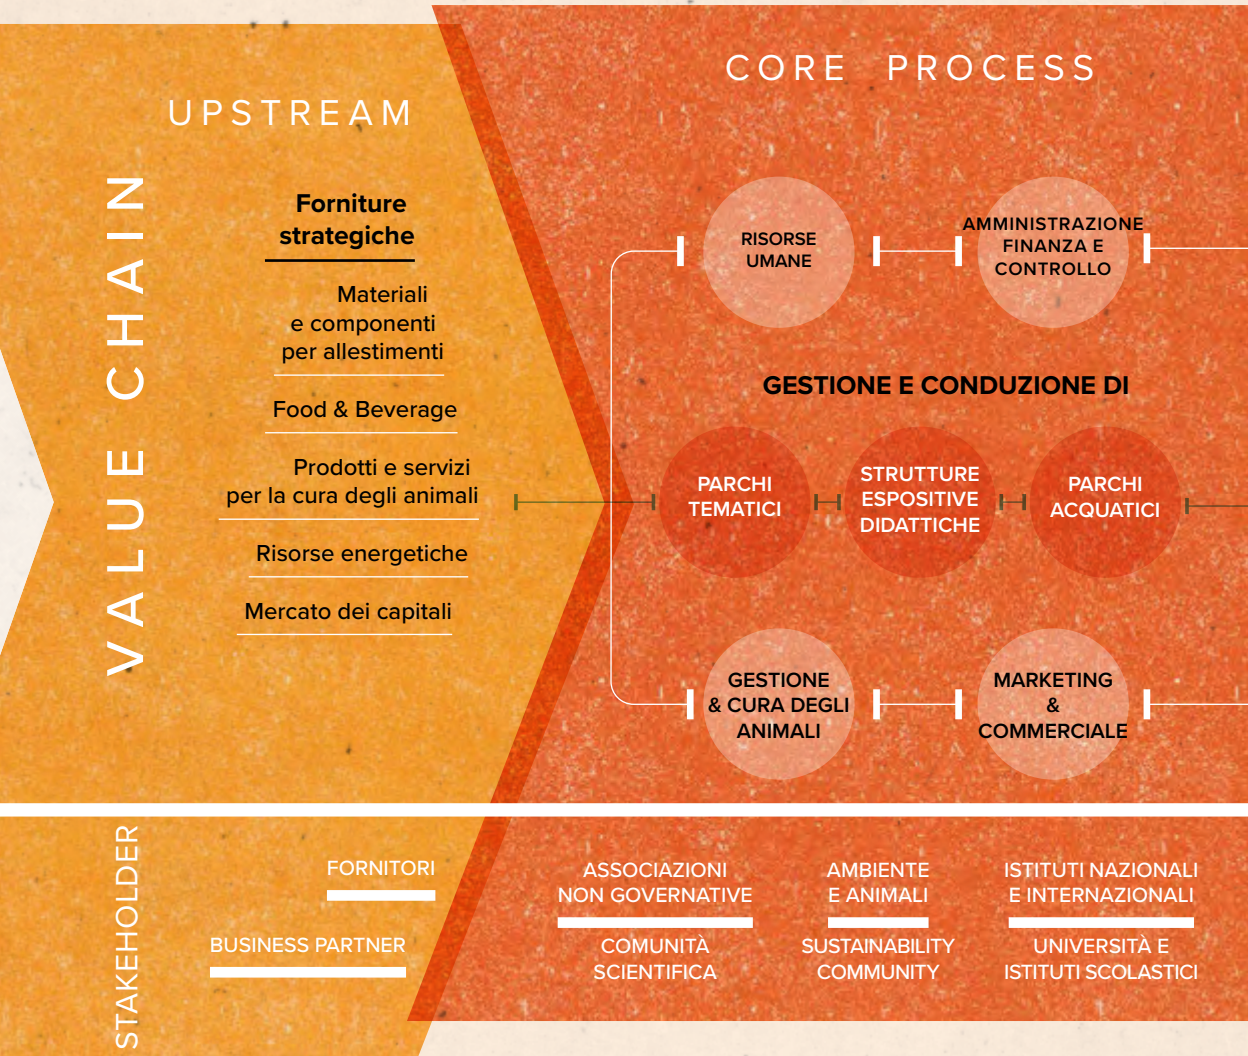 VALUE CHAIN
UPSTREAM
Forniture
strategiche
Materiali
e componenti
per allestimenti
Food & Beverage
Prodotti e servizi
per la cura degli animali
Risorse energetiche
Mercato dei capitali
CORE PROCESS
RISORSE
UMANE
AMMINISTRAZIONE
FINANZA E
CONTROLLO
GESTIONE E CONDUZIONE DI
PARCHI
TEMATICI
STRUTTURE
ESPOSITIVE
DIDATTICHE
PARCHI
ACQUATICI
GESTIONE
& CURA DEGLI
ANIMALI
MARKETING
&
COMMERCIALE
STAKEHOLDER
FORNITORI
BUSINESS PARTNER
ASSOCIAZIONI
NON GOVERNATIVE
COMUNITÀ
SCIENTIFICA
AMBIENTE
E ANIMALI
SUSTAINABILITY
COMMUNITY
ISTITUTI NAZIONALI
E INTERNAZIONALI
UNIVERSITÀ E
ISTITUTI SCOLASTICI